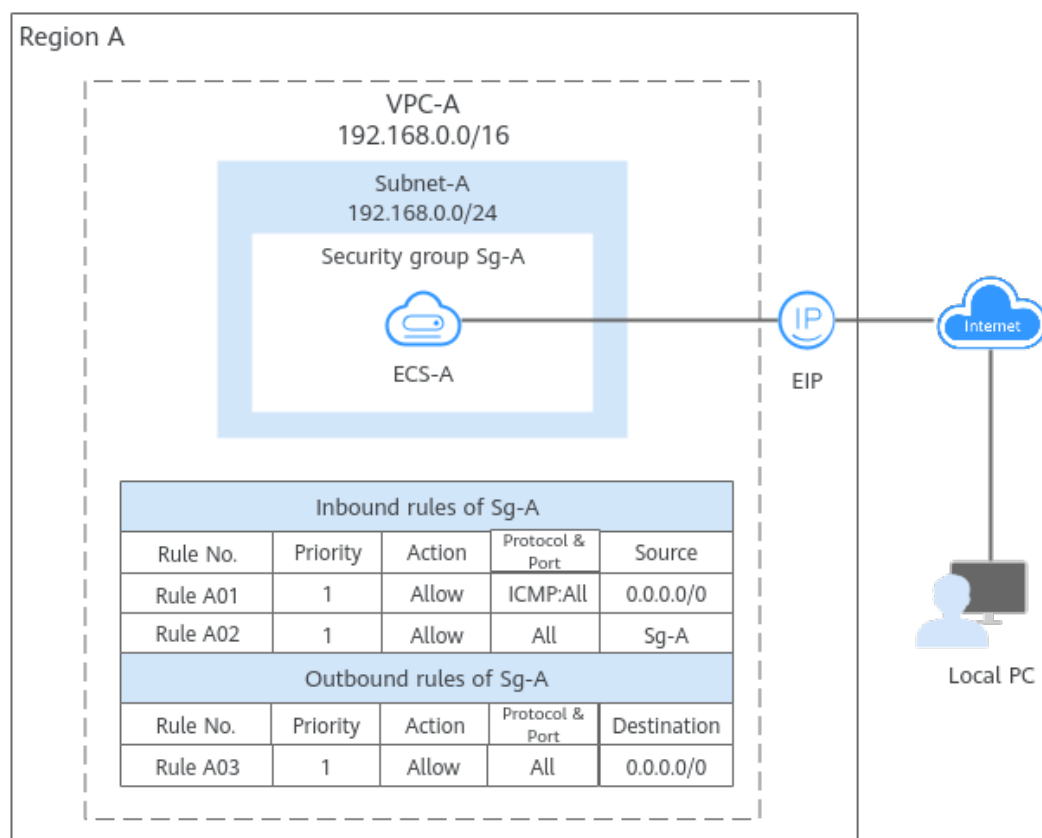 Region A
VPC-A
192.168.0.0/16
Subnet-A
192.168.0.0/24
Security group Sg-A
ECS-A
IP
EIP
Internet
Local PC
Inbound rules of Sg-A
Rule No. Priority Action Protocol & Port Source
Rule A01 1 Allow ICMP:All 0.0.0.0/0
Rule A02 1 Allow All Sg-A
Outbound rules of Sg-A
Rule No. Priority Action Protocol & Port Destination
Rule A03 1 Allow All 0.0.0.0/0